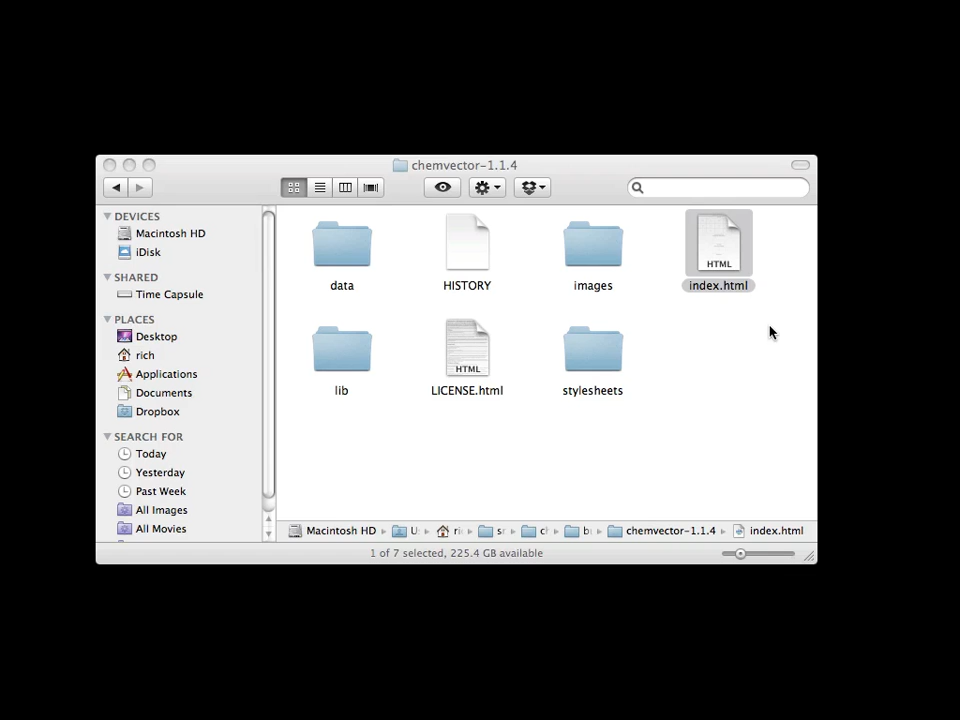 chemvector-1.1.4
DEVICES
Macintosh HD
iDisk
SHARED
Time Capsule
PLACES
Desktop
rich
Applications
Documents
Dropbox
SEARCH FOR
Today
Yesterday
Past Week
All Images
All Movies
data
HISTORY
images
HTML
index.html
lib
HTML
LICENSE.html
stylesheets
Macintosh HD chemvector-1.1.4 index.html
1 of 7 selected, 225.4 GB available